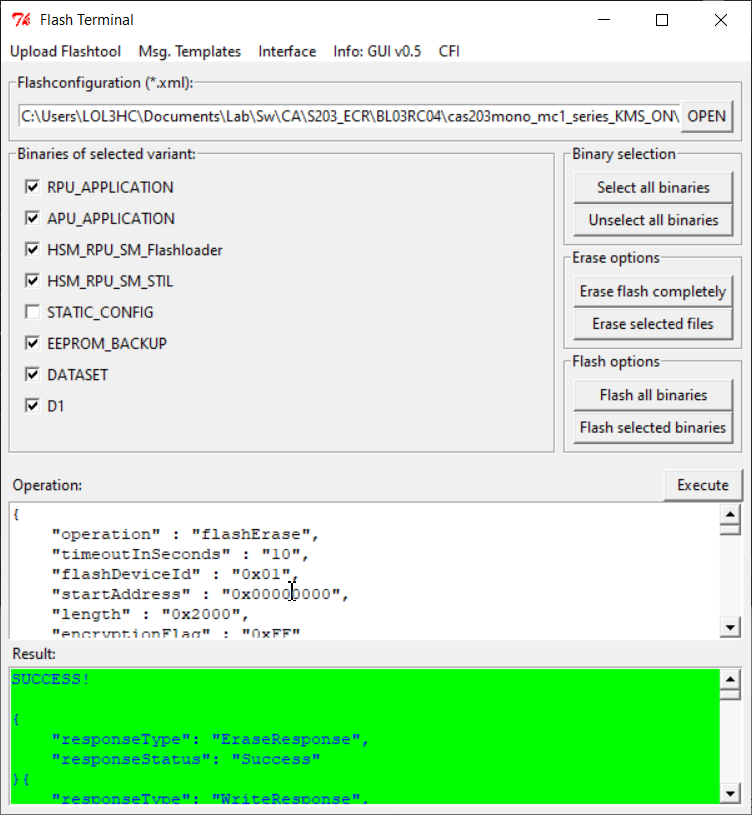 Flash Terminal
Upload Flashtool Msg. Templates Interface Info: GUI v0.5 CFI
Flashconfiguration (*.xml):
C:\Users\LOL3HC\Documents\Lab\Sw\CA\S203_ECR\BL03RC04\cas203mono_mc1_series_KMS_ON\ OPEN
Binaries of selected variant:
RPU_APPLICATION
APU_APPLICATION
HSM_RPU_SM_Flashloader
HSM_RPU_SM_STIL
STATIC_CONFIG
EEPROM_BACKUP
DATASET
D1
Binary selection
Select all binaries
Unselect all binaries
Erase options
Erase flash completely
Erase selected files
Flash options
Flash all binaries
Flash selected binaries
Operation: Execute
{
"operation" : "flashErase",
"timeoutInSeconds" : "10",
"flashDeviceId" : "0x01",
"startAddress" : "0x00000000",
"length" : "0x2000",
"encryptionFlag" : "0xFF"
Result:
SUCCESS!
{
"responseType": "EraseResponse",
"responseStatus": "Success"
}{
"responseType": "WriteResponse",